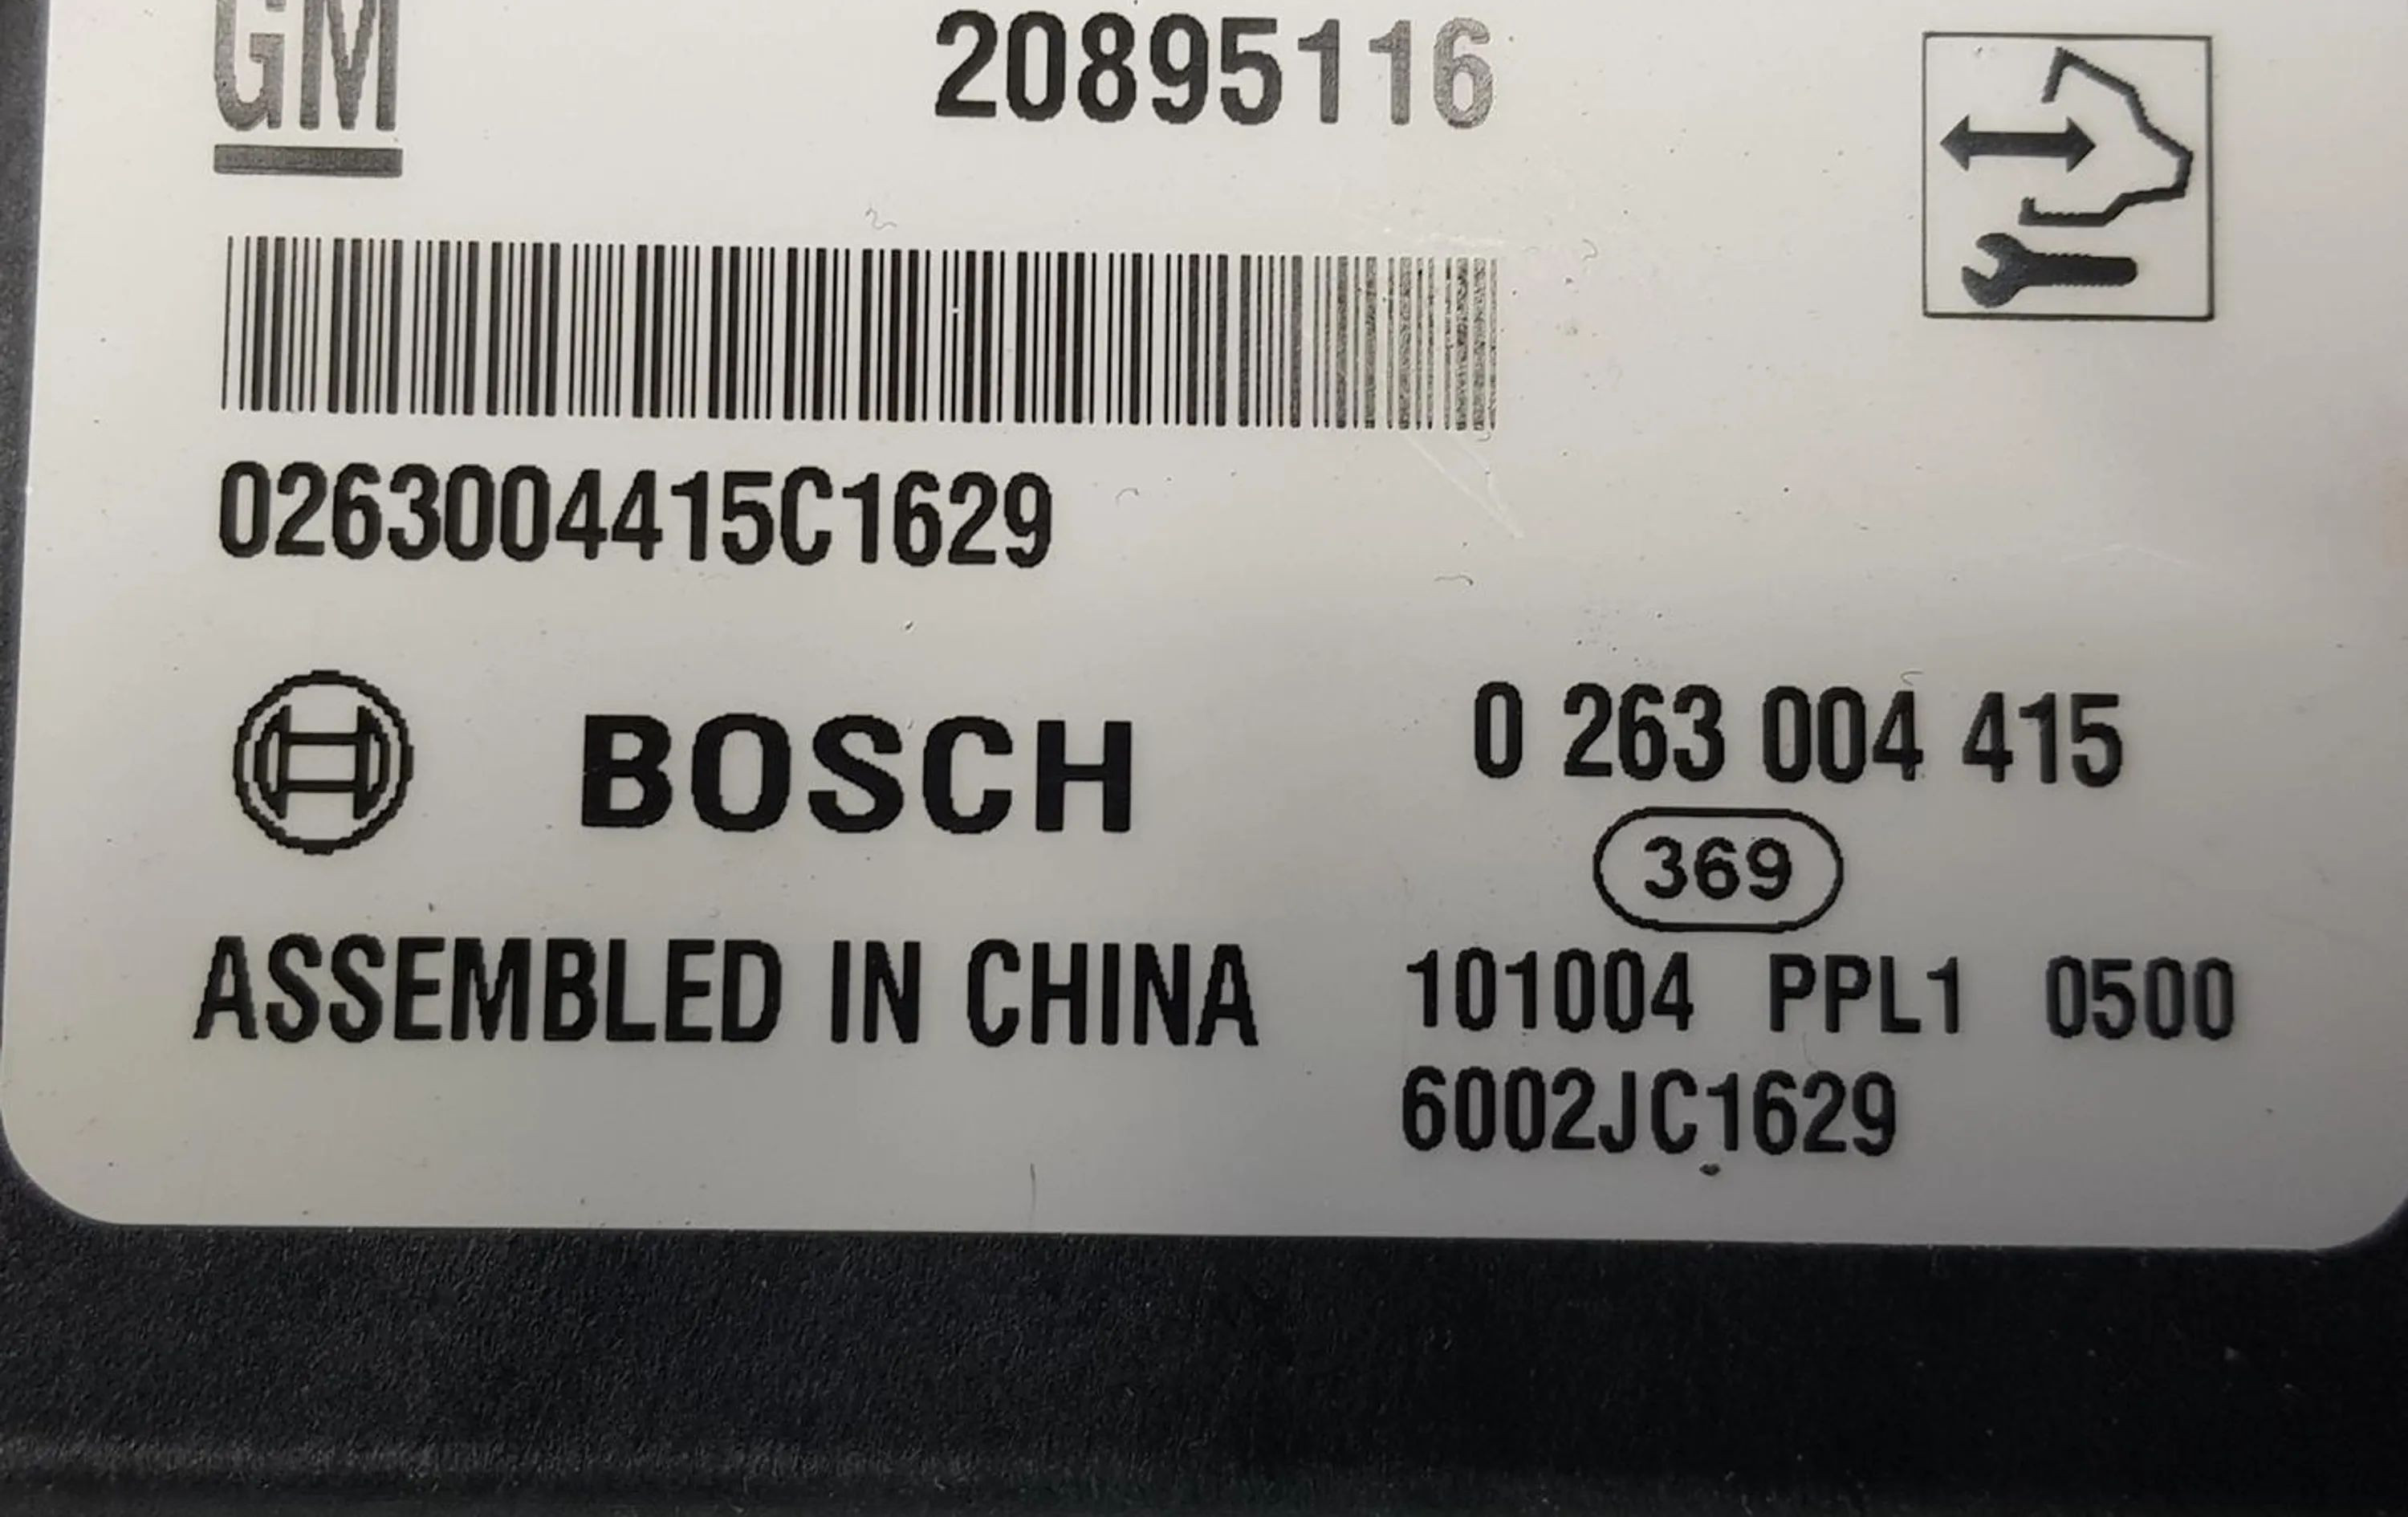 GM 20895116
0263004415C1629
BOSCH 0 263 004 415
369
ASSEMBLED IN CHINA 101004 PPL1 0500
6002JC1629